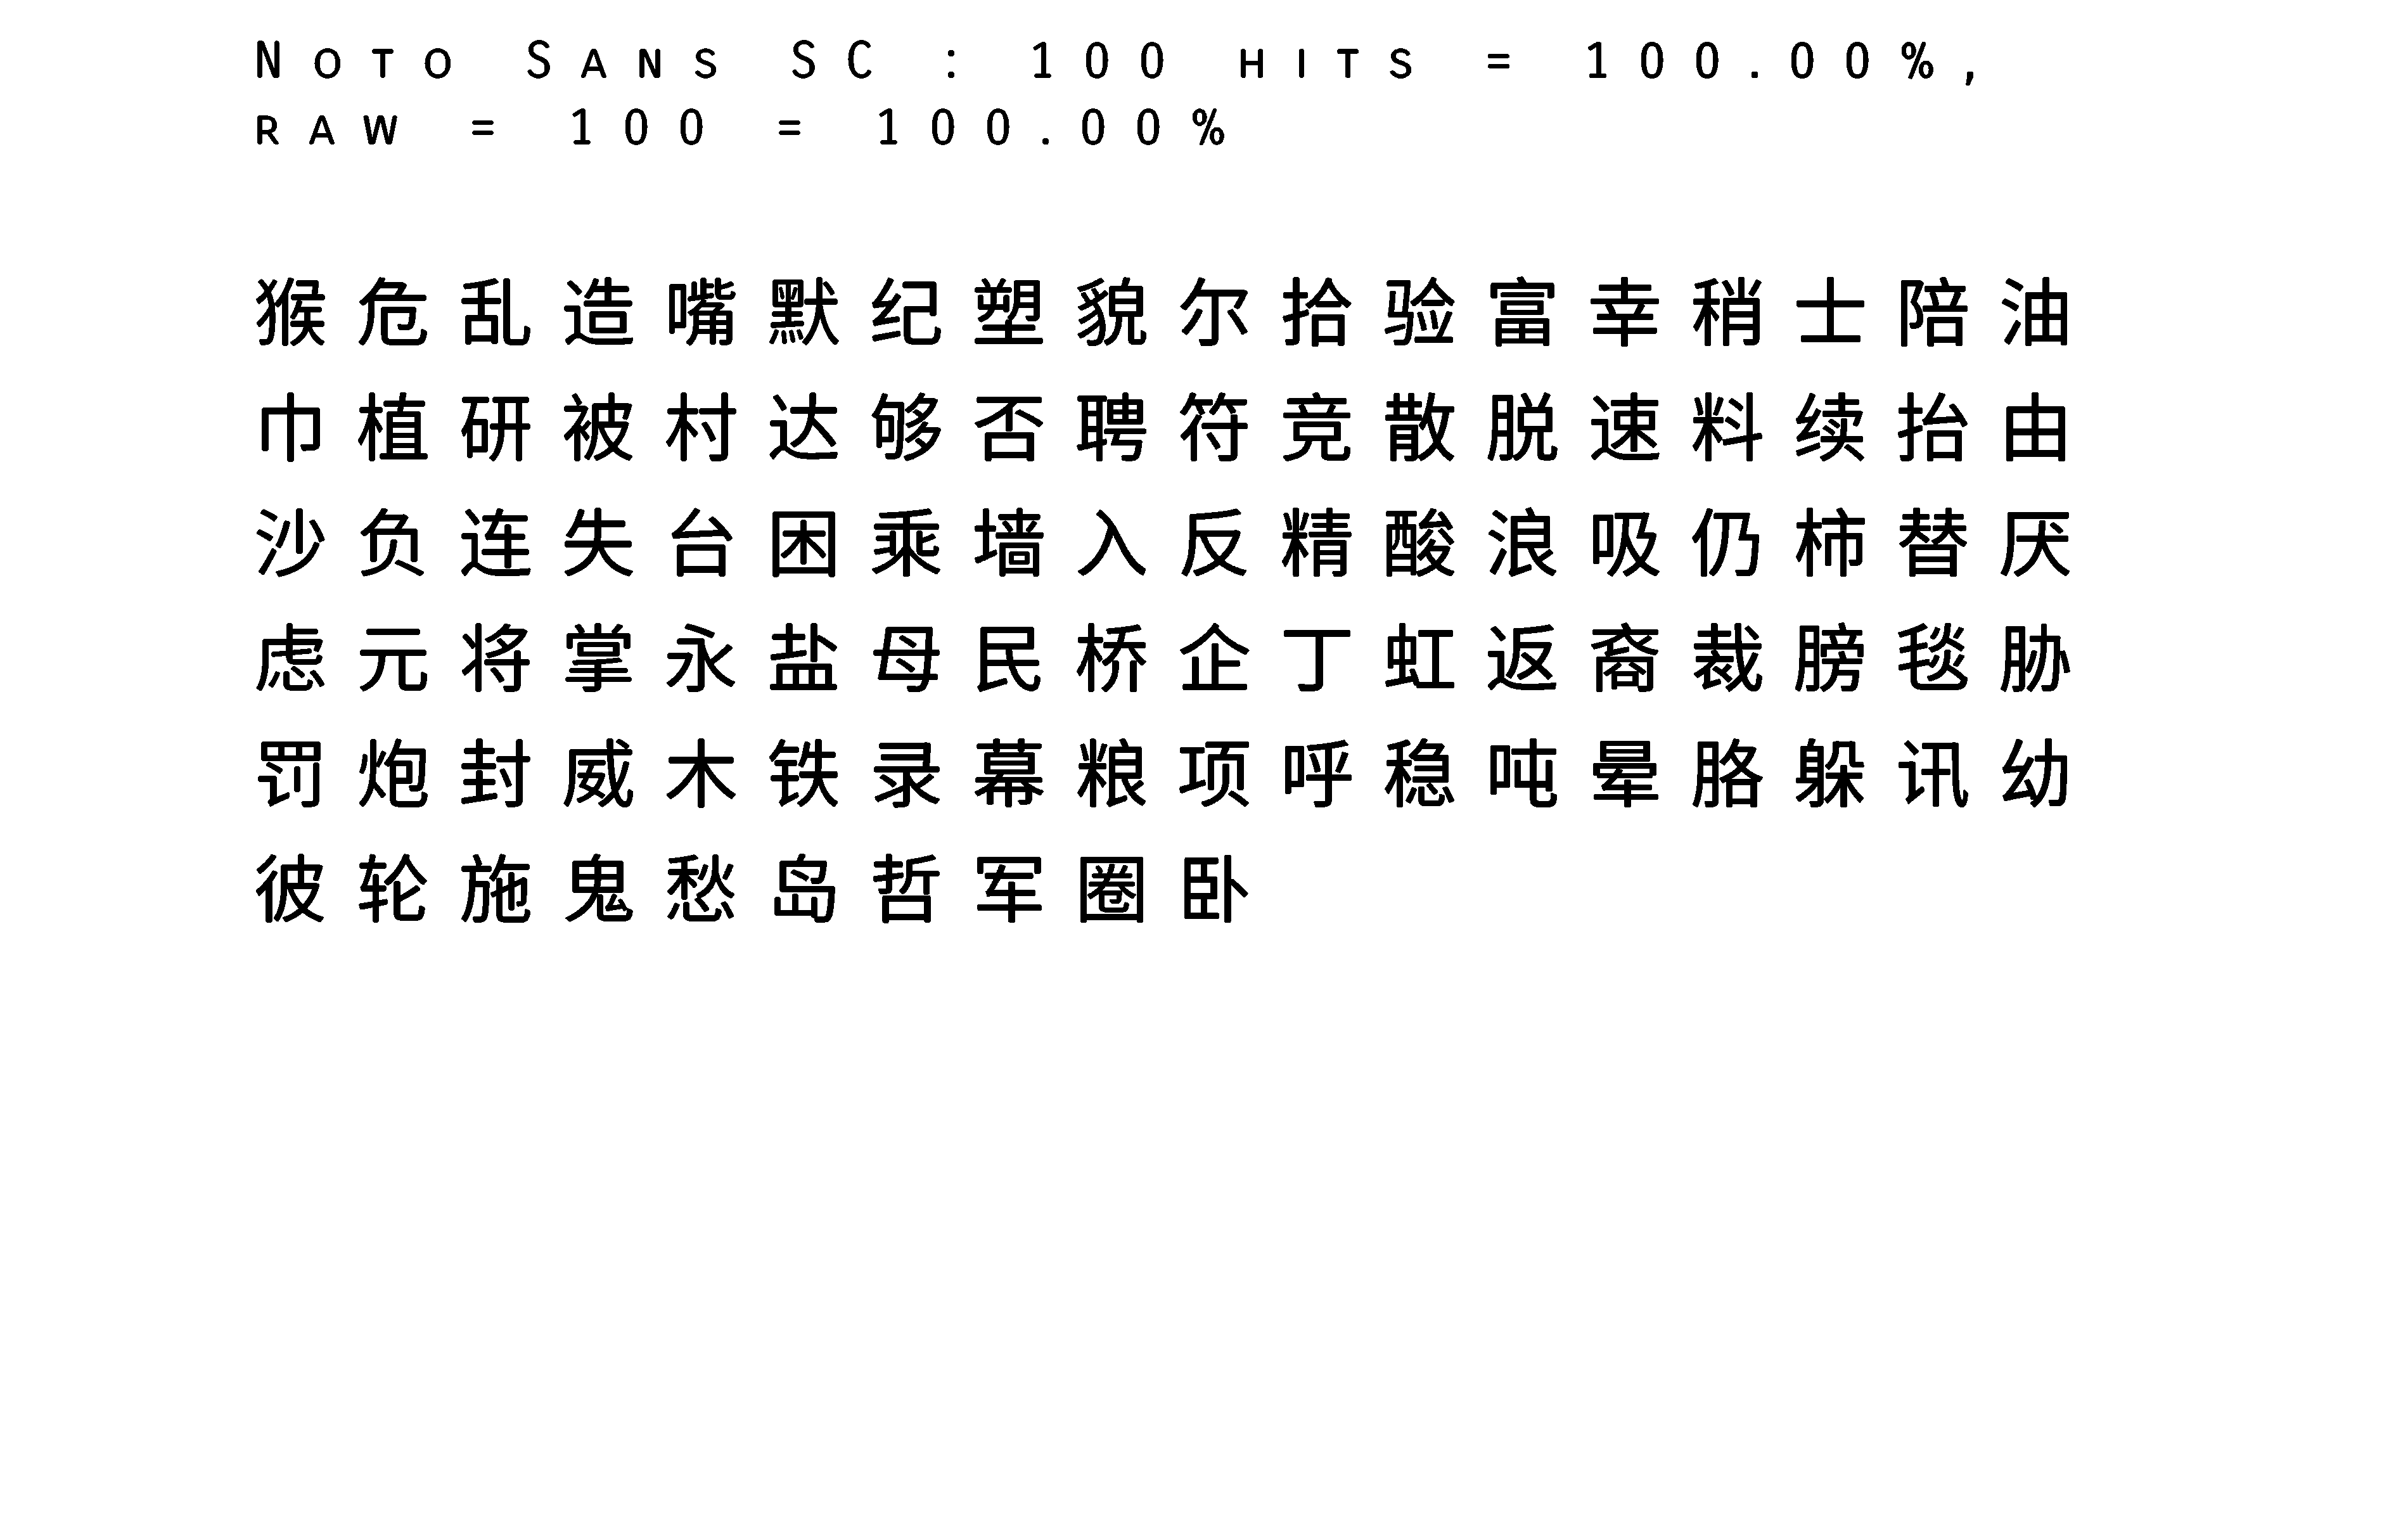 Noto Sans SC : 100 hits = 100.00%,
raw = 100 = 100.00%
猴危乱造嘴默纪塑貌尔拾验富幸稍士陪油
巾植研被村达够否聘符竞散脱速料续抬由
沙负连失台困乘墙入反精酸浪吸仍柿替厌
虑元将掌永盐母民桥企丁虹返裔裁膀毯胁
罚炮封威木铁录幕粮项呼稳吨晕胳躲讯幼
彼轮施鬼愁岛哲军圈卧